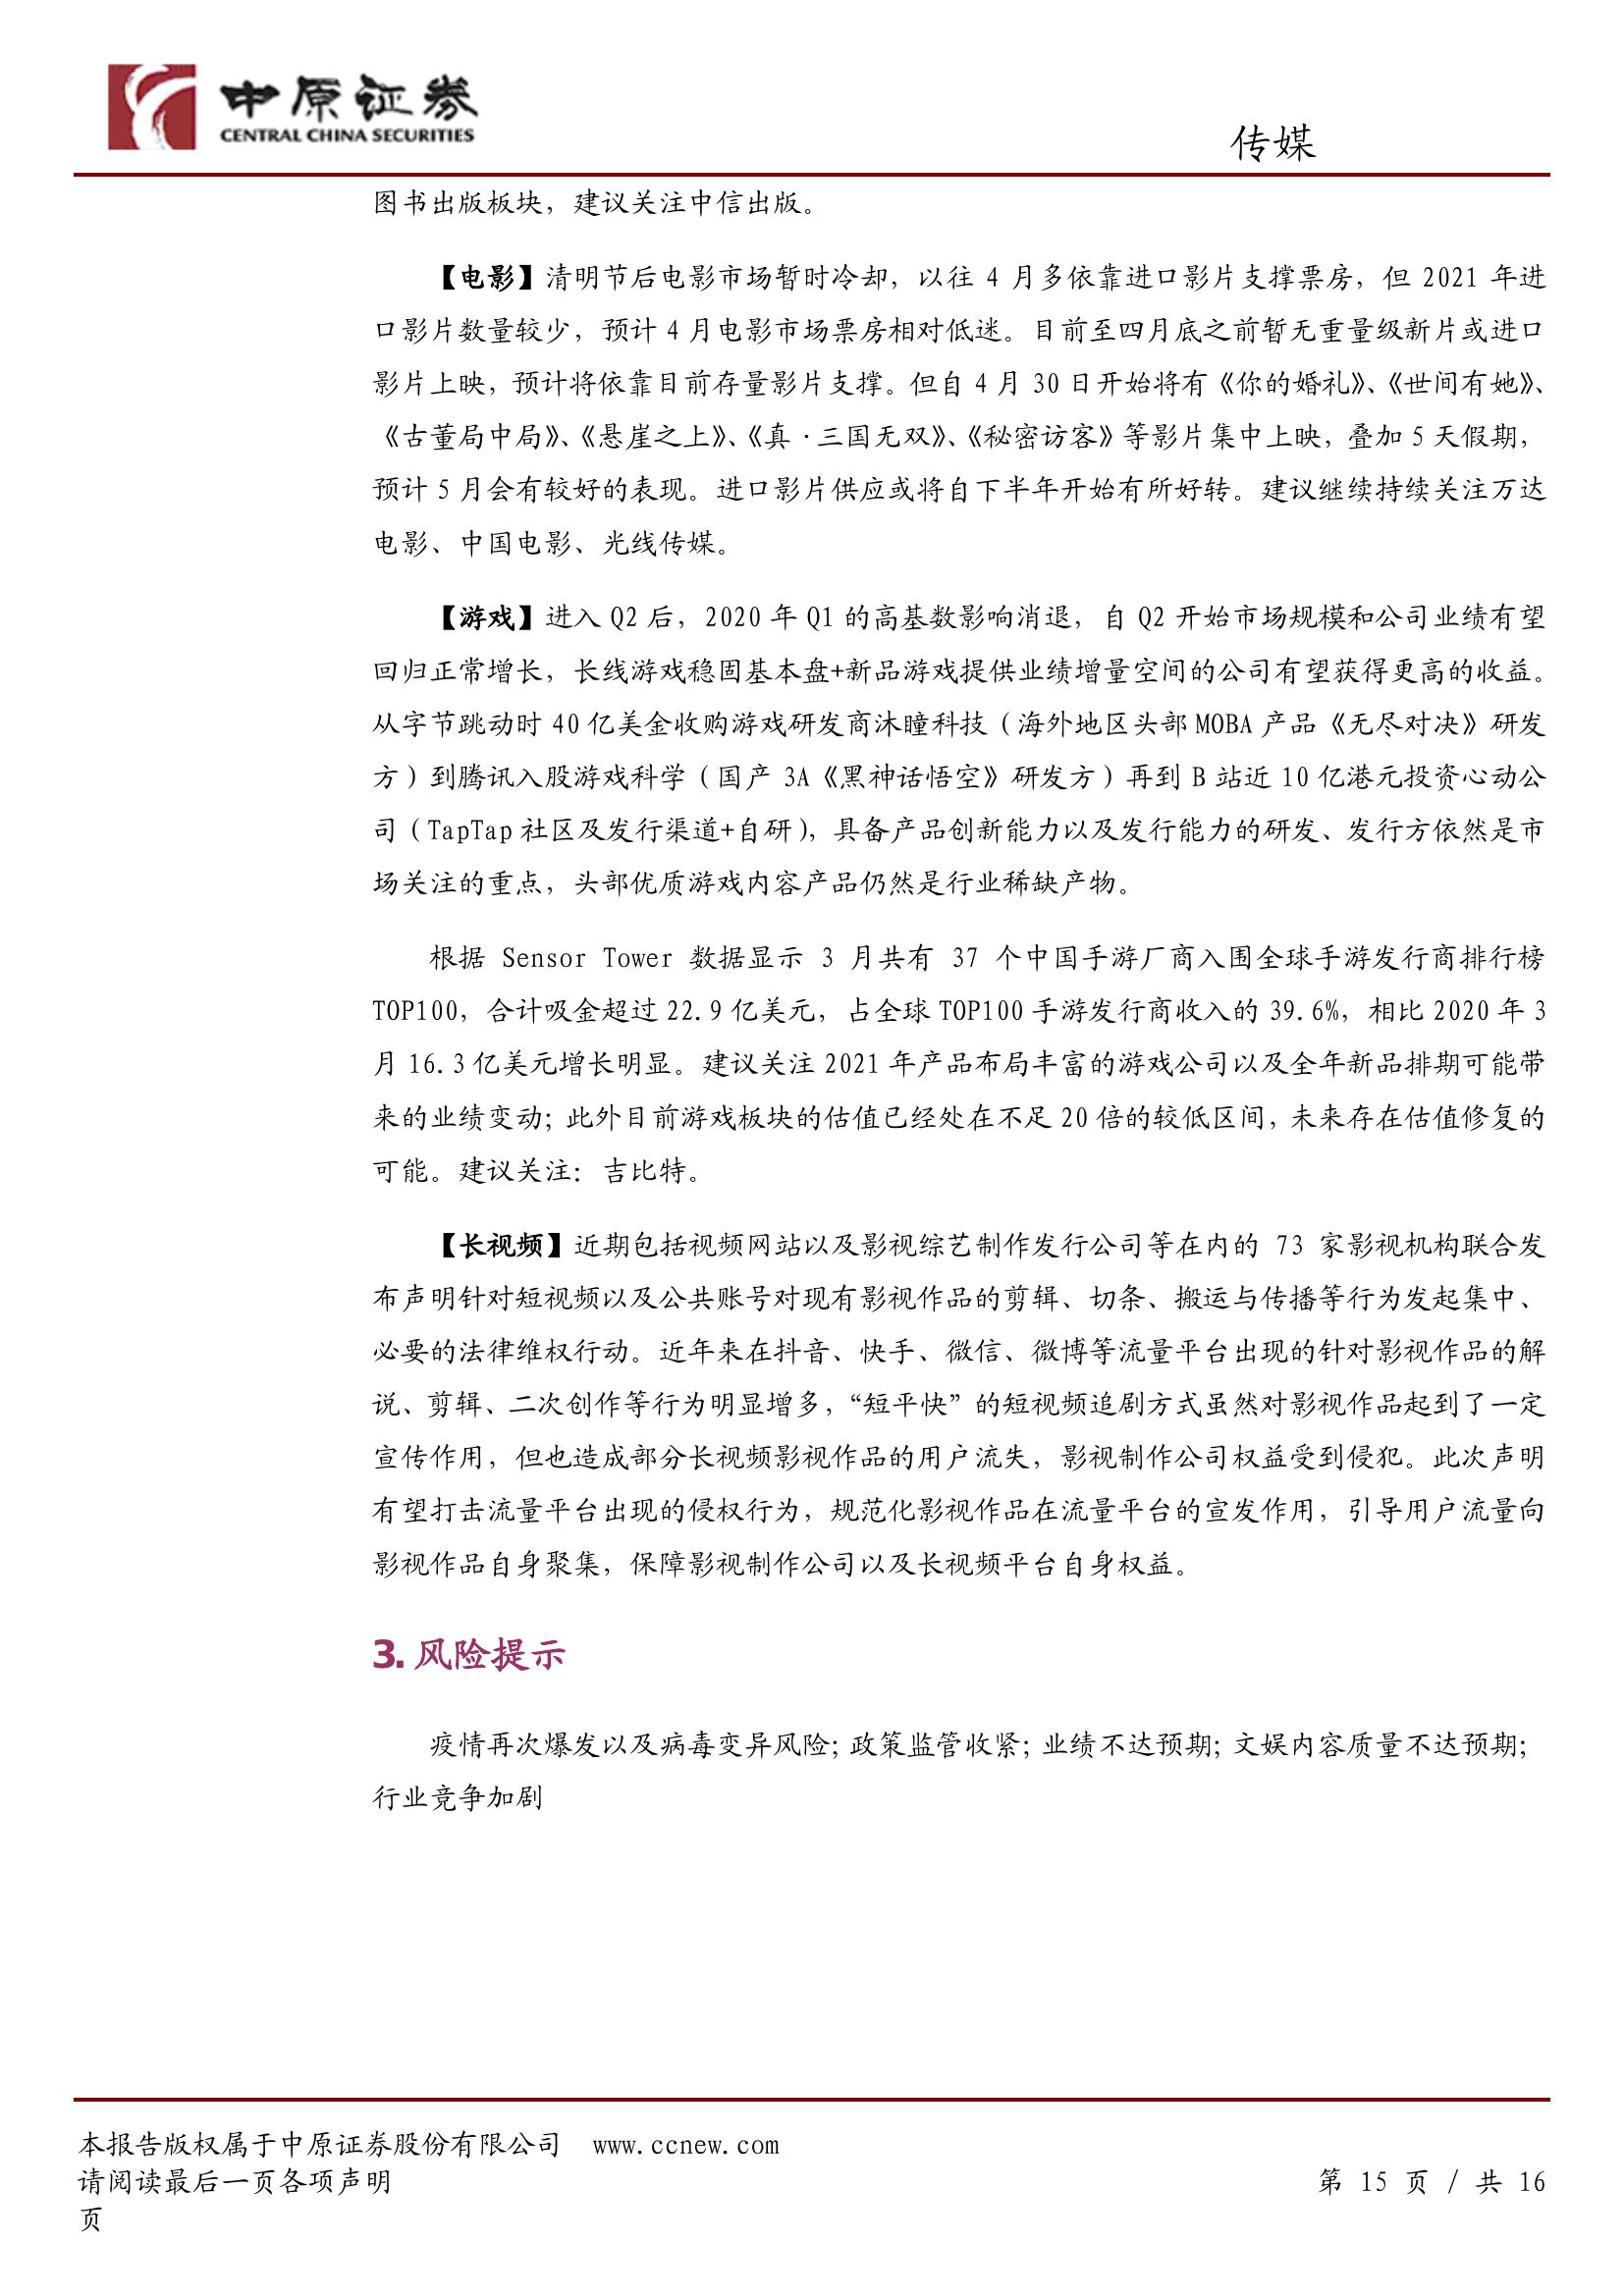 中原证券
CENTRAL CHINA SECURITIES
传媒
图书出版板块，建议关注中信出版。
【电影】清明节后电影市场暂时冷却，以往 4 月多依靠进口影片支撑票房，但 2021 年进
口影片数量较少，预计 4 月电影市场票房相对低迷。目前至四月底之前暂无重量级新片或进口
影片上映，预计将依靠目前存量影片支撑。但自 4 月 30 日开始将有《你的婚礼》、《世间有她》、
《古董局中局》、《悬崖之上》、《真·三国无双》、《秘密访客》等影片集中上映，叠加 5 天假期，
预计 5 月会有较好的表现。进口影片供应或将自下半年开始有所好转。建议继续持续关注万达
电影、中国电影、光线传媒。
【游戏】进入 Q2 后，2020 年 Q1 的高基数影响消退，自 Q2 开始市场规模和公司业绩有望
回归正常增长，长线游戏稳固基本盘+新品游戏提供业绩增量空间的公司有望获得更高的收益。
从字节跳动时 40 亿美金收购游戏研发商沐瞳科技（海外地区头部 MOBA 产品《无尽对决》研发
方）到腾讯入股游戏科学（国产 3A《黑神话悟空》研发方）再到 B 站近 10 亿港元投资心动公
司（TapTap 社区及发行渠道+自研），具备产品创新能力以及发行能力的研发、发行方依然是市
场关注的重点，头部优质游戏内容产品仍然是行业稀缺产物。
根据 Sensor Tower 数据显示 3 月共有 37 个中国手游厂商入围全球手游发行商排行榜
TOP100，合计吸金超过 22.9 亿美元，占全球 TOP100 手游发行商收入的 39.6%，相比 2020 年 3
月 16.3 亿美元增长明显。建议关注 2021 年产品布局丰富的游戏公司以及全年新品排期可能带
来的业绩变动；此外目前游戏板块的估值已经处在不足 20 倍的较低区间，未来存在估值修复的
可能。建议关注：吉比特。
【长视频】近期包括视频网站以及影视综艺制作发行公司等在内的 73 家影视机构联合发
布声明针对短视频以及公共账号对现有影视作品的剪辑、切条、搬运与传播等行为发起集中、
必要的法律维权行动。近年来在抖音、快手、微信、微博等流量平台出现的针对影视作品的解
说、剪辑、二次创作等行为明显增多，“短平快”的短视频追剧方式虽然对影视作品起到了一定
宣传作用，但也造成部分长视频影视作品的用户流失，影视制作公司权益受到侵犯。此次声明
有望打击流量平台出现的侵权行为，规范化影视作品在流量平台的宣发作用，引导用户流量向
影视作品自身聚集，保障影视制作公司以及长视频平台自身权益。
3. 风险提示
疫情再次爆发以及病毒变异风险；政策监管收紧；业绩不达预期；文娱内容质量不达预期；
行业竞争加剧
本报告版权属于中原证券股份有限公司 www.ccnew.com
请阅读最后一页各项声明 第 15 页 / 共 16
页